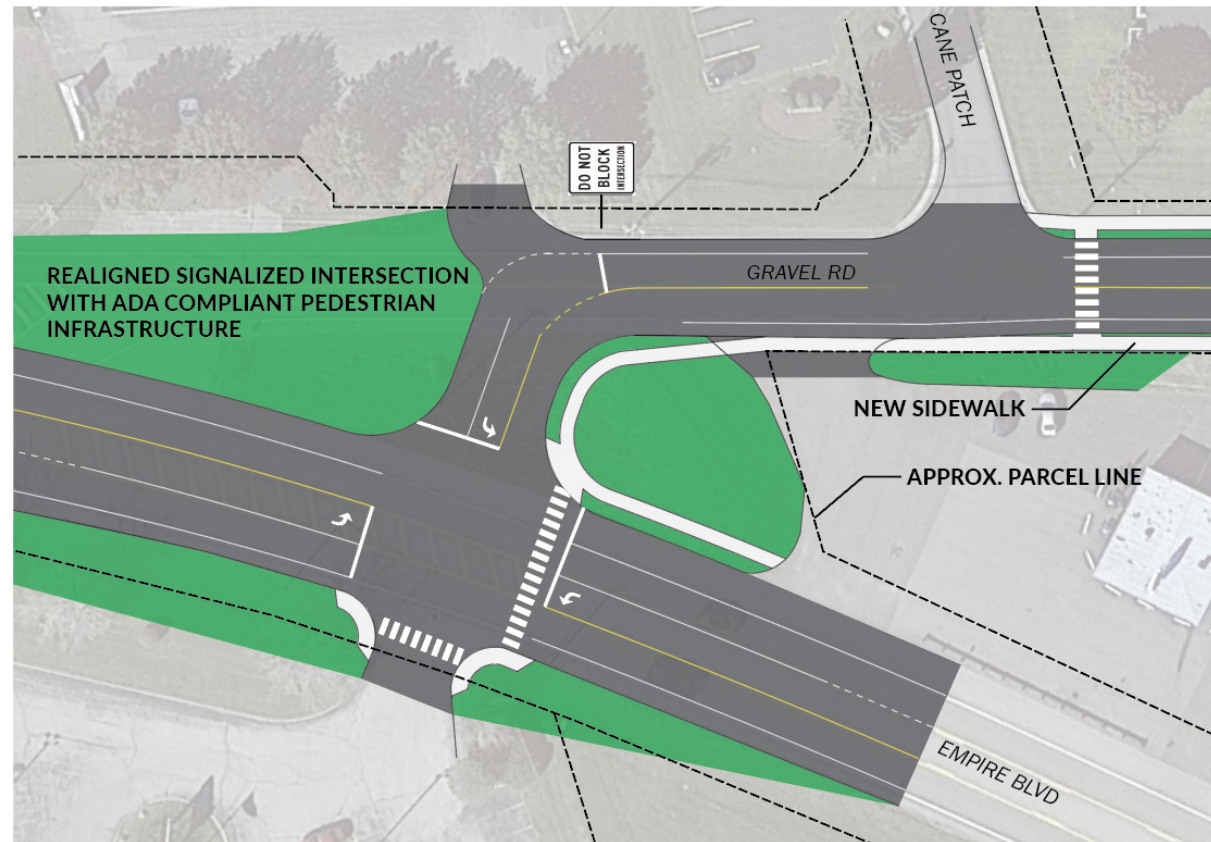 CANE PATCH
DO NOT
BLOCK
INTERSECTION
GRAVEL RD
REALIGNED SIGNALIZED INTERSECTION
WITH ADA COMPLIANT PEDESTRIAN
INFRASTRUCTURE
NEW SIDEWALK
APPROX. PARCEL LINE
EMPIRE BLVD